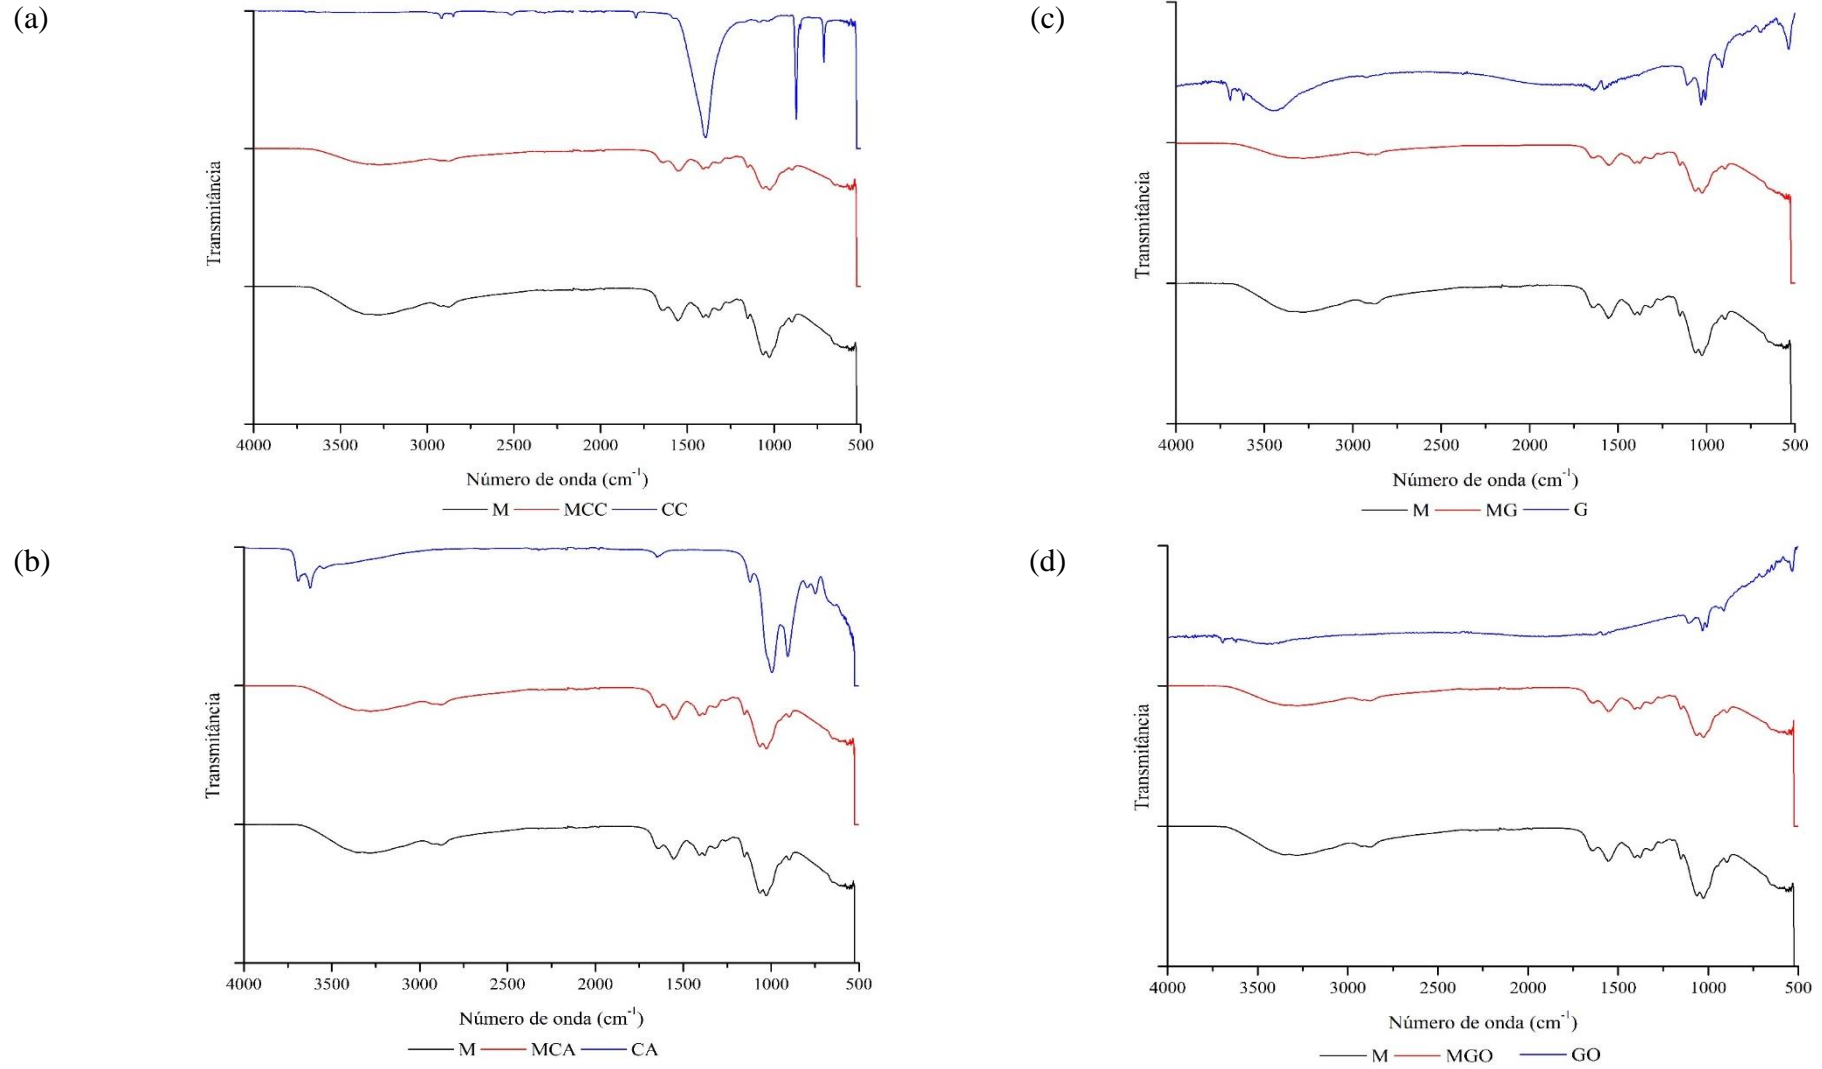 (a)
Transmitância
4000 3500 3000 2500 2000 1500 1000 500
Número de onda (cm-1)
M MCC CC
(b)
Transmitância
4000 3500 3000 2500 2000 1500 1000 500
Número de onda (cm-1)
M MCA CA
(c)
Transmitância
4000 3500 3000 2500 2000 1500 1000 500
Número de onda (cm-1)
M MG G
(d)
Transmitância
4000 3500 3000 2500 2000 1500 1000 500
Número de onda (cm-1)
M MGO GO